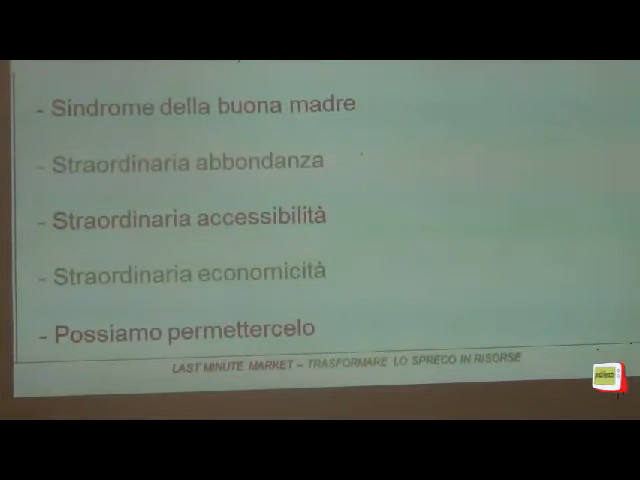 - Sindrome della buona madre
- Straordinaria abbondanza
- Straordinaria accessibilità
- Straordinaria economicità
- Possiamo permettercelo
LAST MINUTE MARKET – TRASFORMARE LO SPRECO IN RISORSE